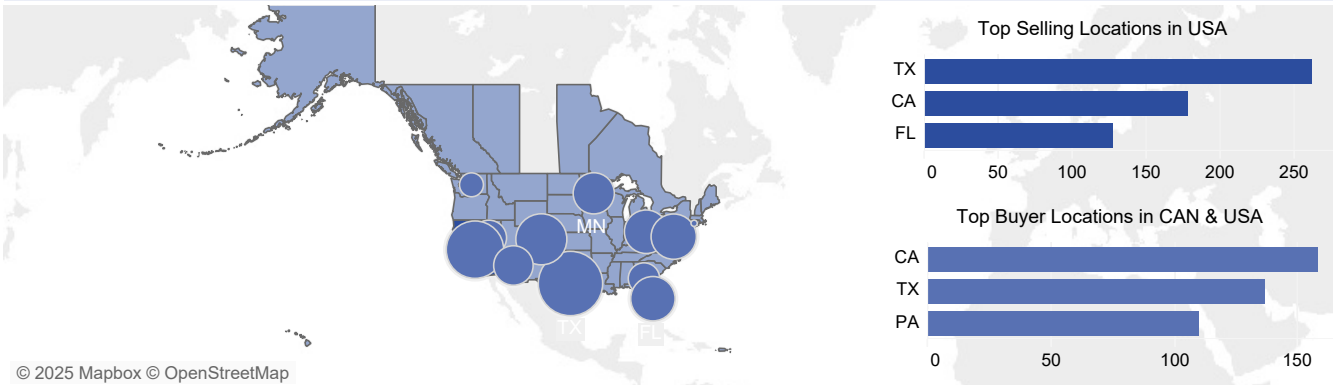 MN
TX
FL
© 2025 Mapbox © OpenStreetMap
Top Selling Locations in USA
TX
CA
FL
0 50 100 150 200 250
Top Buyer Locations in CAN & USA
CA
TX
PA
0 50 100 150